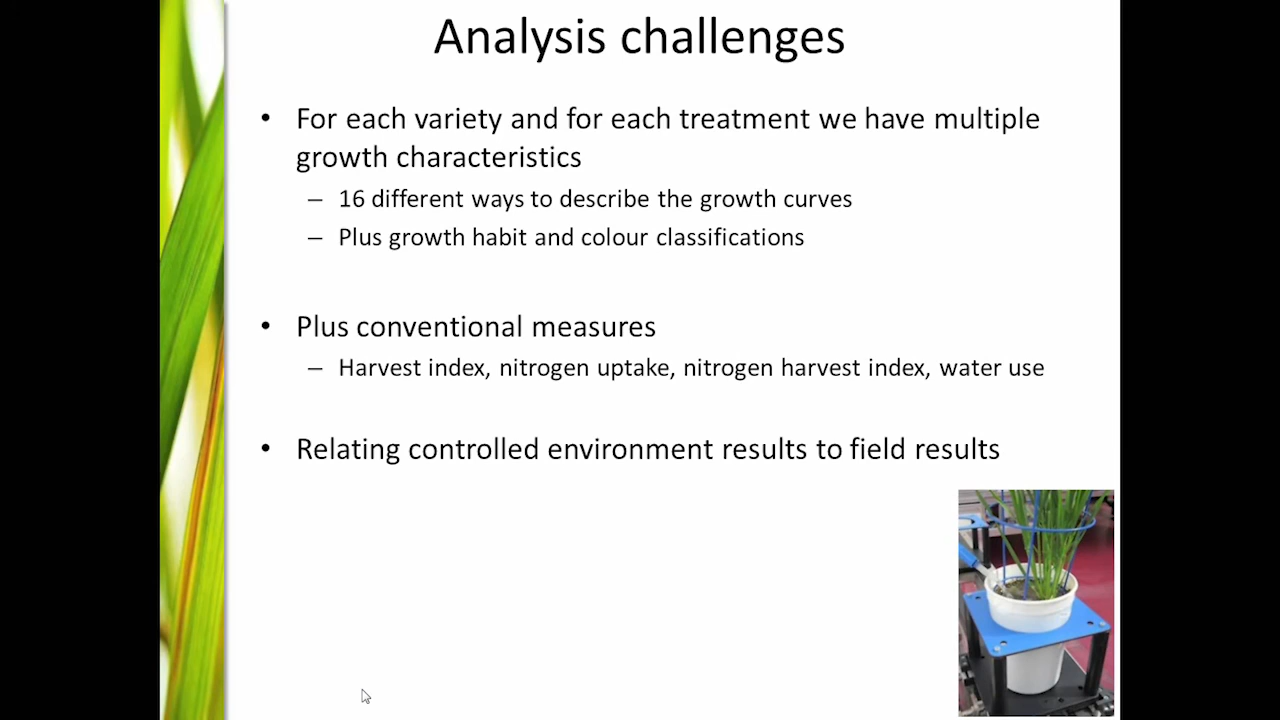 Analysis challenges
• For each variety and for each treatment we have multiple
growth characteristics
– 16 different ways to describe the growth curves
– Plus growth habit and colour classifications
• Plus conventional measures
– Harvest index, nitrogen uptake, nitrogen harvest index, water use
• Relating controlled environment results to field results